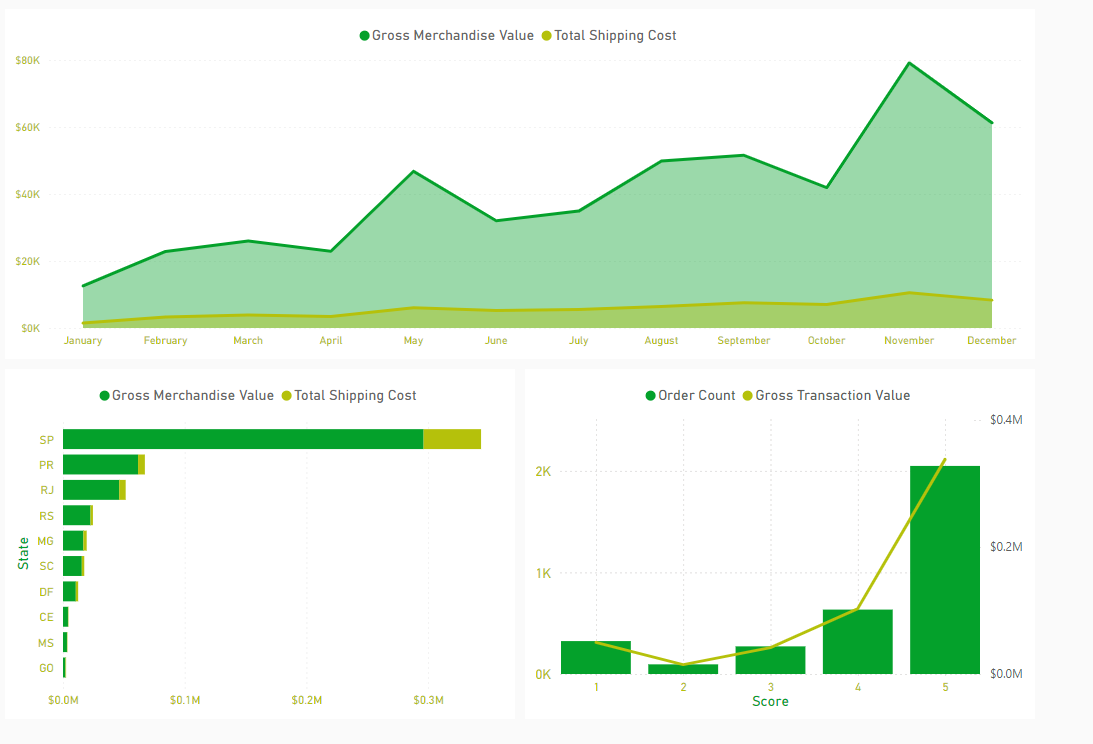 Gross Merchandise Value Total Shipping Cost
$80K
$60K
$40K
$20K
$0K
January February March April May June July August September October November December
Gross Merchandise Value Total Shipping Cost
State
SP
PR
RJ
RS
MG
SC
DF
CE
MS
GO
$0.0M $0.1M $0.2M $0.3M
Order Count Gross Transaction Value
2K
1K
0K
$0.4M
$0.2M
$0.0M
1 2 3 4 5
Score